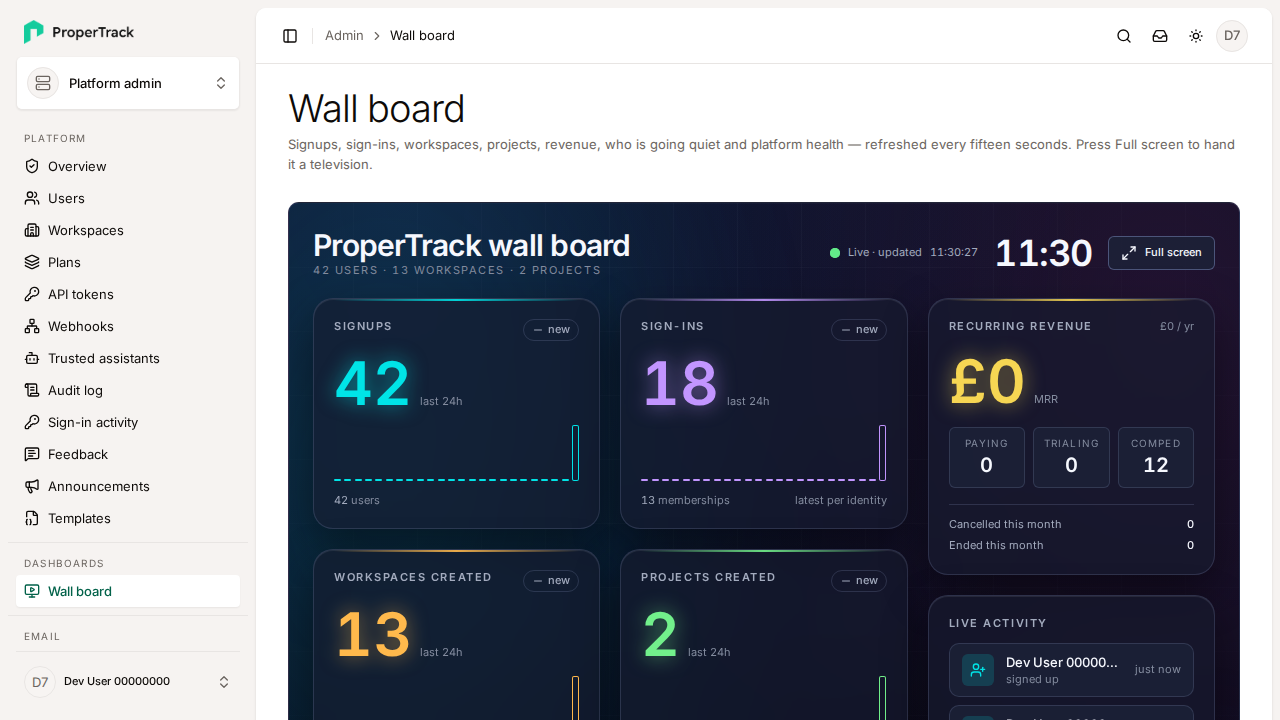 ProperTrack
Platform admin
PLATFORM
Overview
Users
Workspaces
Plans
API tokens
Webhooks
Trusted assistants
Audit log
Sign-in activity
Feedback
Announcements
Templates
DASHBOARDS
Wall board
EMAIL
D7
Dev User 00000000
Admin
Wall board
D7
Wall board
Signups, sign-ins, workspaces, projects, revenue, who is going quiet and platform health — refreshed every fifteen seconds. Press Full screen to hand
it a television.
ProperTrack wall board
42 USERS · 13 WORKSPACES · 2 PROJECTS
Live · updated 11:30:27
11:30
Full screen
SIGNUPS
— new
42 last 24h
42 users
SIGN-INS
— new
18 last 24h
13 memberships
latest per identity
RECURRING REVENUE
£0 / yr
£0 MRR
PAYING
0
TRIALING
0
COMPED
12
Cancelled this month 0
Ended this month 0
WORKSPACES CREATED
— new
13 last 24h
PROJECTS CREATED
— new
2 last 24h
LIVE ACTIVITY
Dev User 00000...
signed up
just now